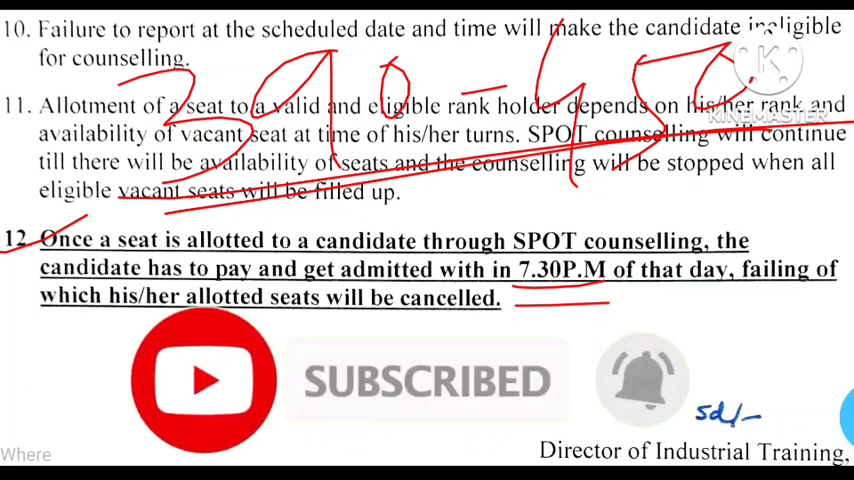 10. Failure to report at the scheduled date and time will make the candidate ineligible
for counselling.
390-450
11. Allotment of a seat to a valid and eligible rank holder depends on his/her rank and
KINEMASTER
availability of vacant seat at time of his/her turns. SPOT counselling will continue
till there will be availability of seats and the counselling will be stopped when all
eligible vacant seats will be filled up.
12. Once a seat is allotted to a candidate through SPOT counselling, the
candidate has to pay and get admitted with in 7.30P.M of that day, failing of
which his/her allotted seats will be cancelled.
SUBSCRIBED
sd/-
Director of Industrial Training,
Where